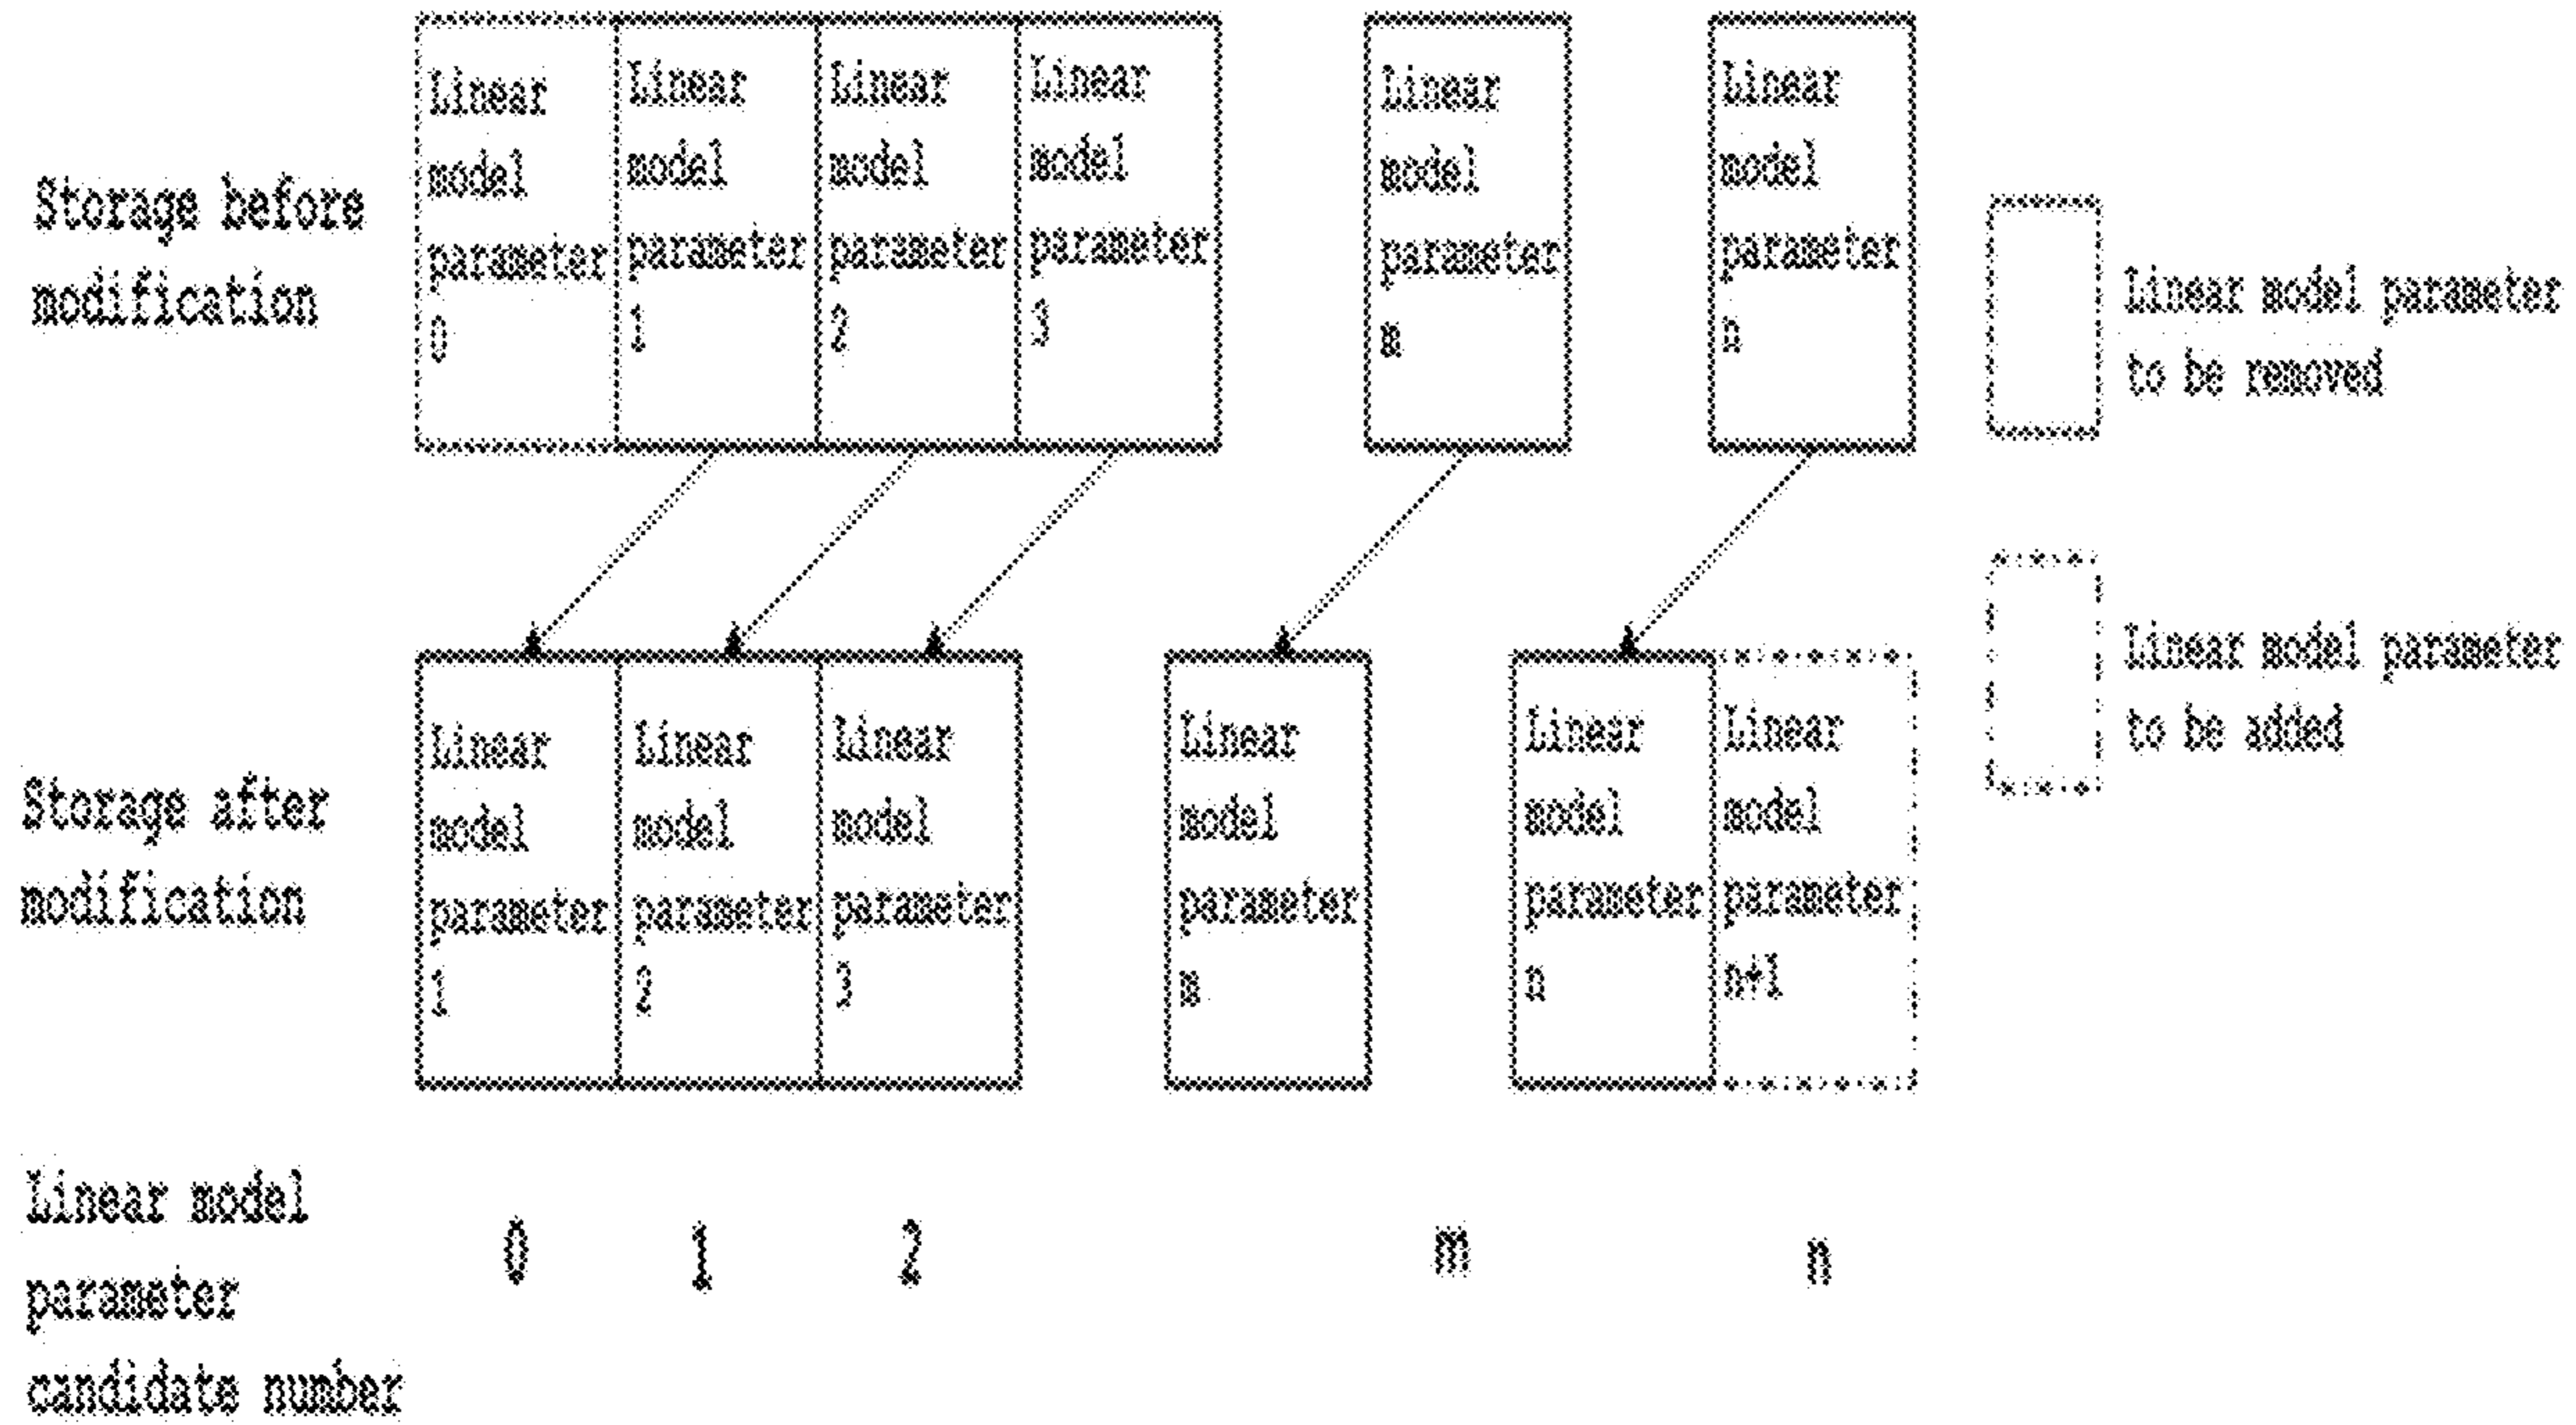 Storage before
modification
Linear
model
parameter
0
Linear
model
parameter
1
Linear
model
parameter
2
Linear
model
parameter
3
Linear
model
parameter
m
Linear
model
parameter
n
Linear model parameter
to be removed
Storage after
modification
Linear
model
parameter
1
Linear
model
parameter
2
Linear
model
parameter
3
Linear
model
parameter
m
Linear
model
parameter
n
Linear
model
parameter
n+1
Linear model parameter
to be added
Linear model
parameter
candidate number
0 1 2 m n